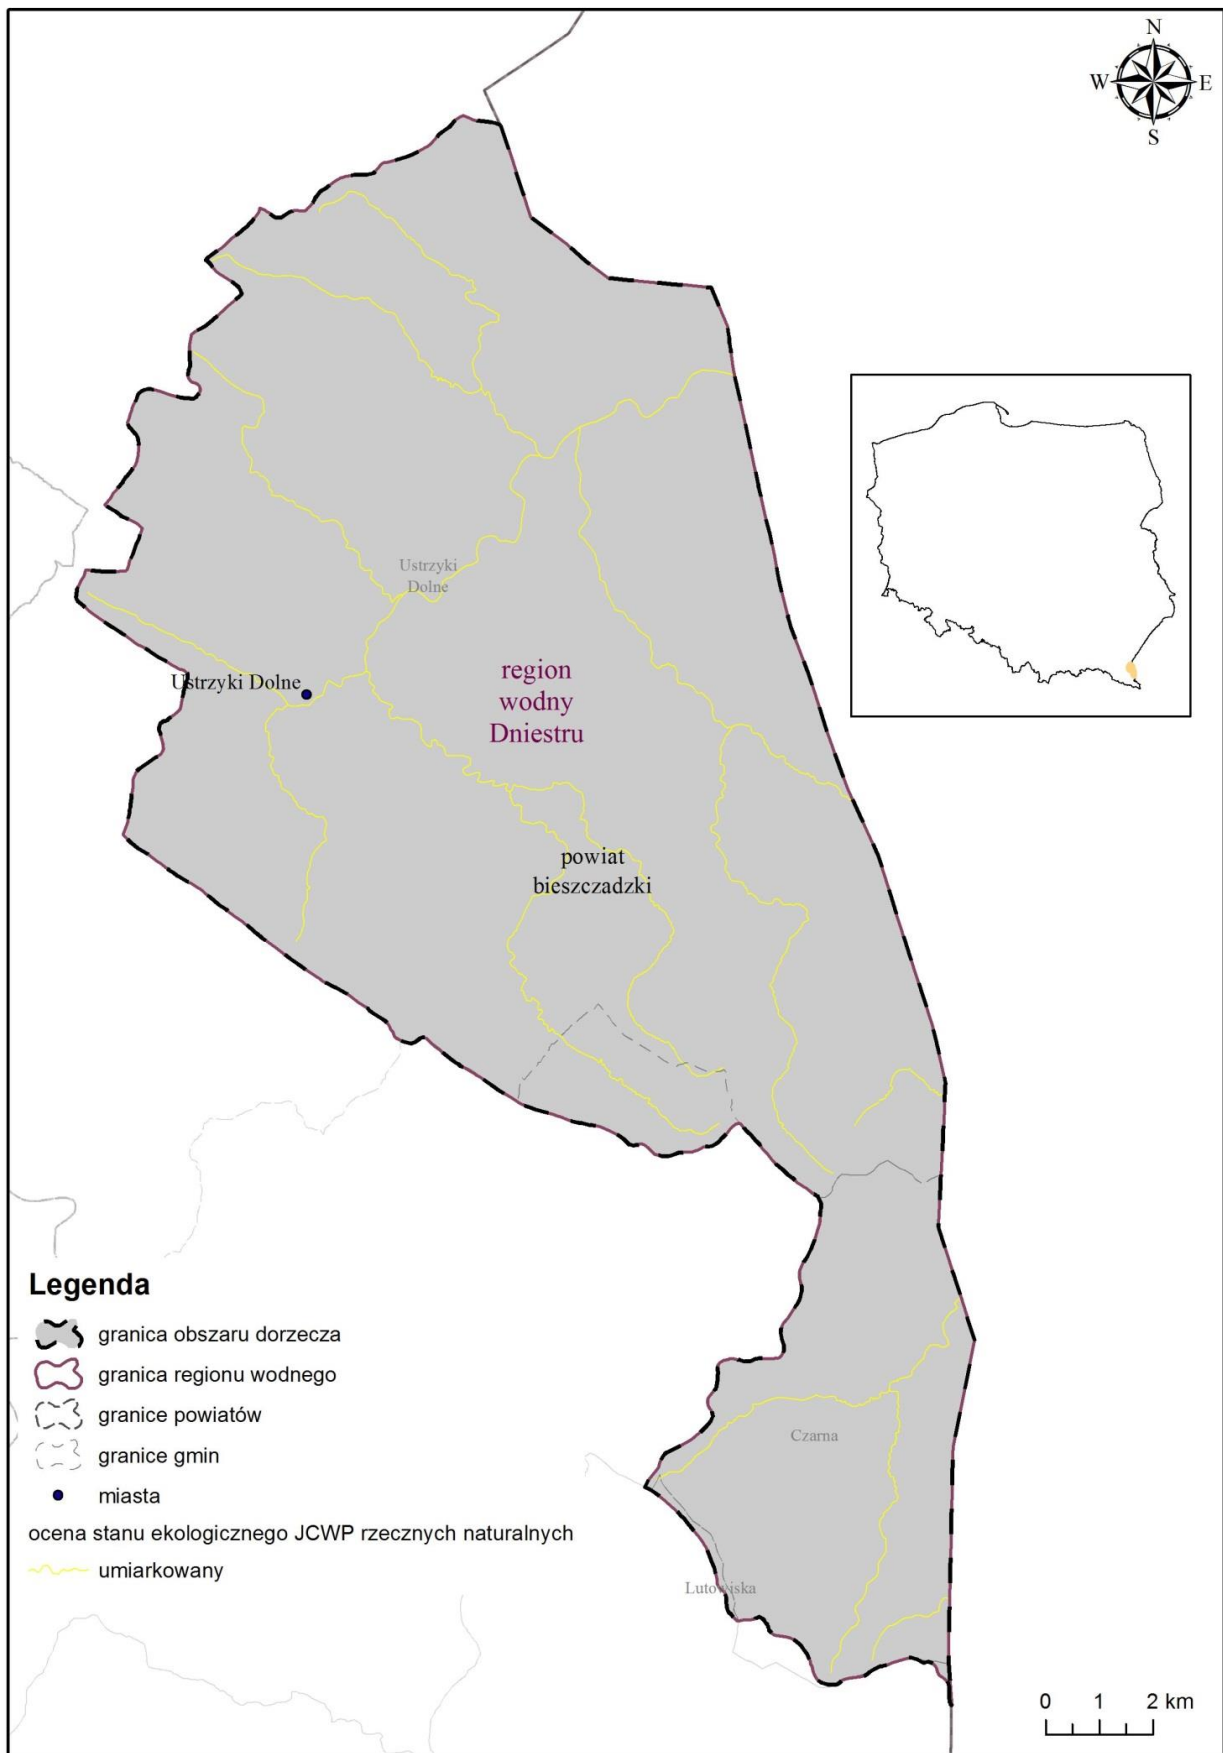 N
W E
S
Ustrzyki
Dolne
Ustrzyki Dolne
region
wodny
Dniestru
powiat
bieszczadzki
Czarna
Lutowiska
Legenda
granica obszaru dorzecza
granica regionu wodnego
granice powiatów
granice gmin
miasta
ocena stanu ekologicznego JCWP rzecznych naturalnych
umiarkowany
0 1 2 km